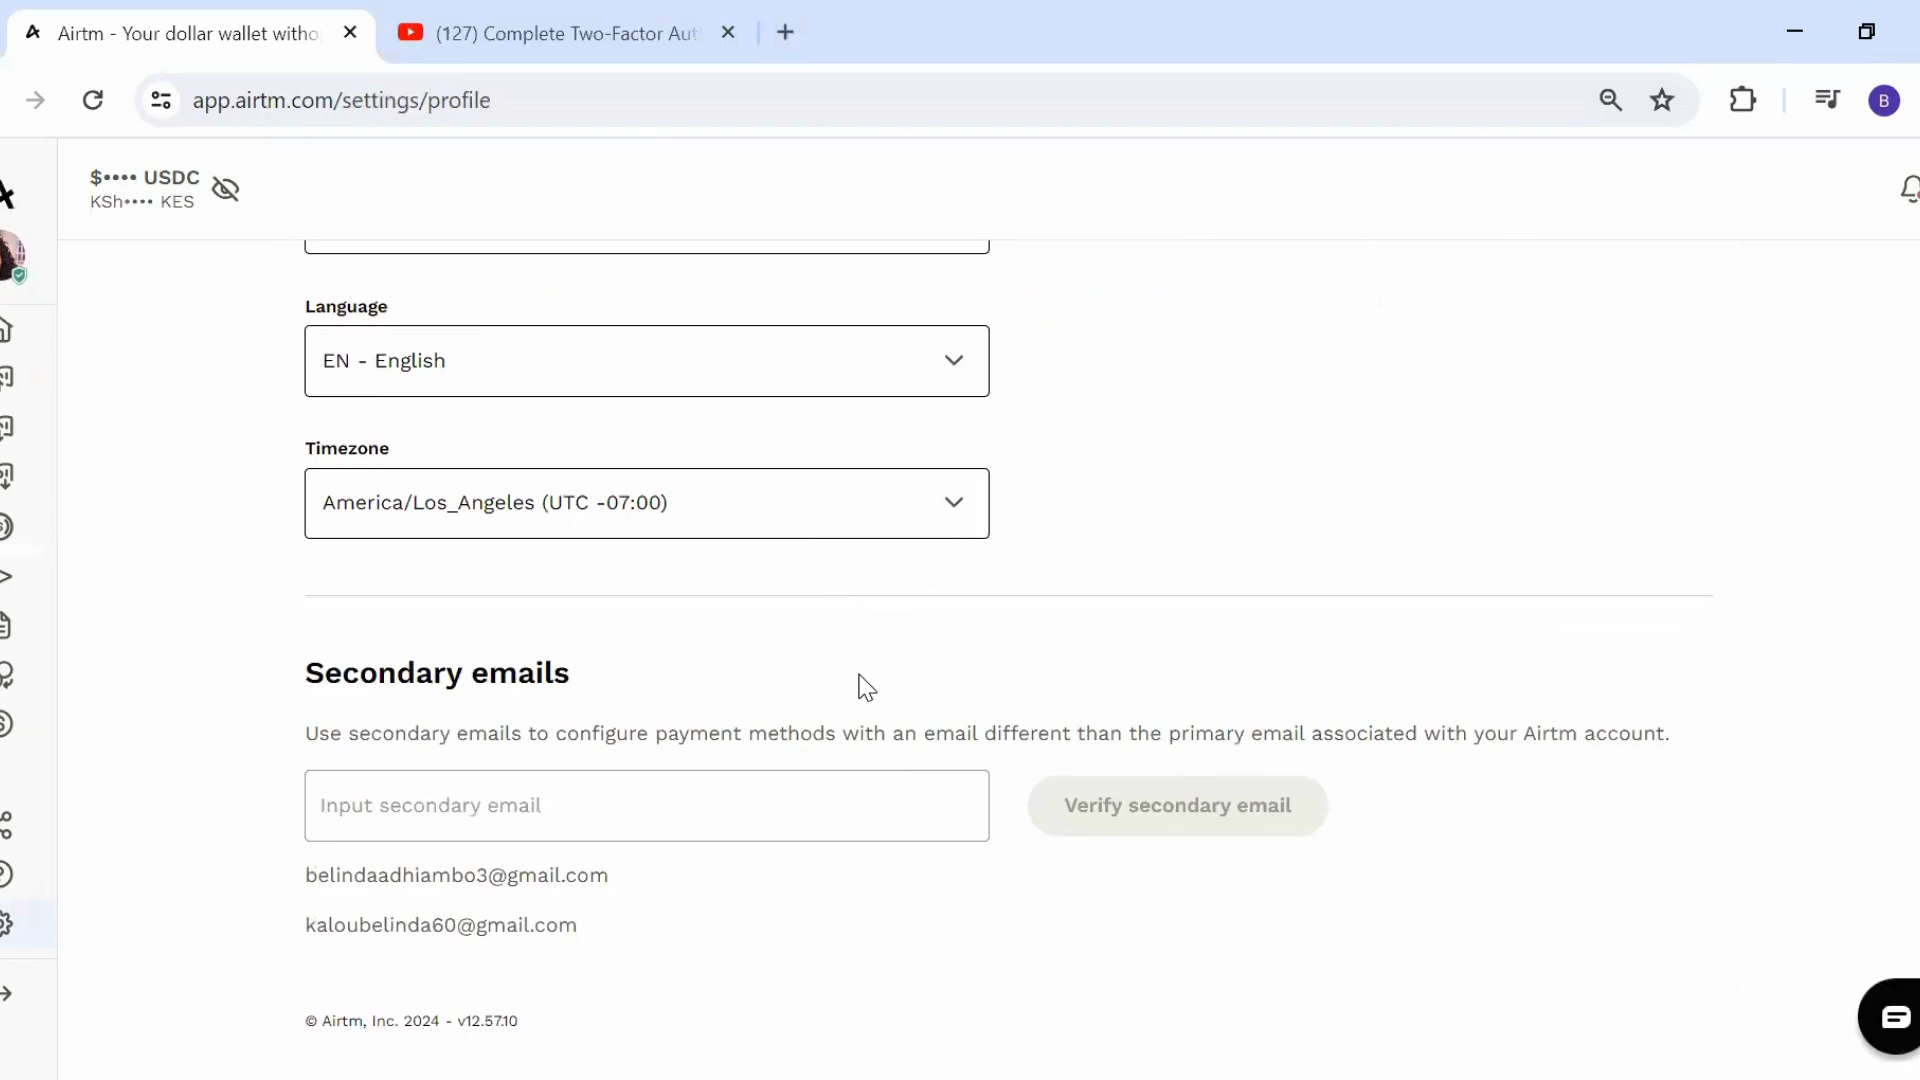 Airtm - Your dollar wallet witho
(127) Complete Two-Factor Aut
app.airtm.com/settings/profile
B
$•••• USDC
KSh•••• KES
Language
EN - English
Timezone
America/Los_Angeles (UTC -07:00)
Secondary emails
Use secondary emails to configure payment methods with an email different than the primary email associated with your Airtm account.
Input secondary email
Verify secondary email
belindaadhiambo3@gmail.com
kaloubelinda60@gmail.com
© Airtm, Inc. 2024 - v12.57.10